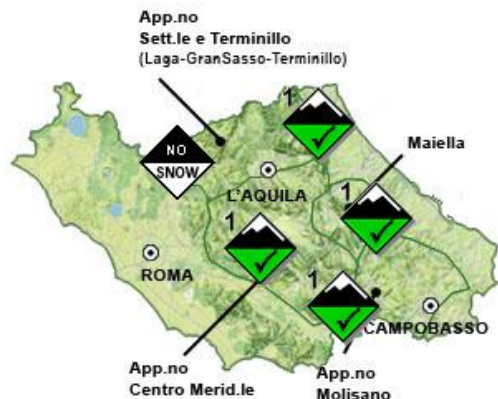 App.no
Sett.le e Terminillo
(Laga-GranSasso-Terminillo)
1
Maiella
NO
SNOW
L'AQUILA
1
1
ROMA
1
CAMPOBASSO
App.no
Centro Merid.le
App.no
Molisano